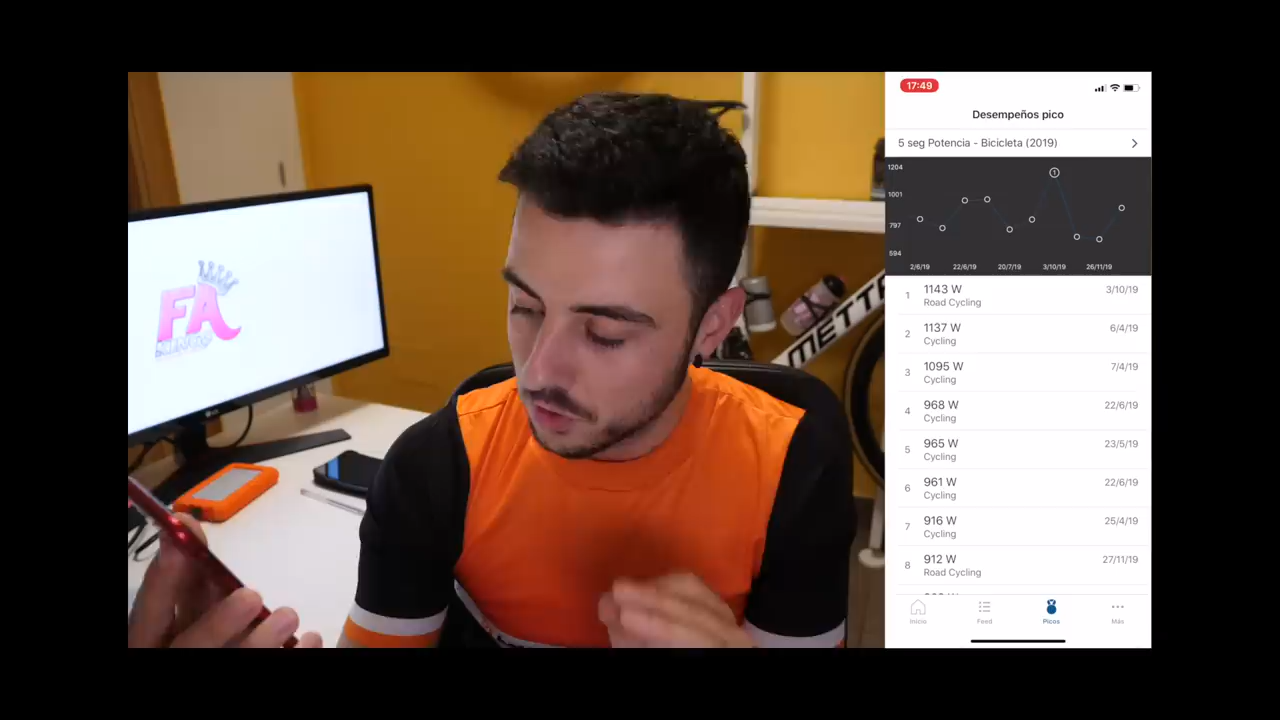 17:49
Desempeños pico
5 seg Potencia - Bicicleta (2019)
1204
1001
797
594
2/6/19 22/6/19 20/7/19 3/10/19 26/11/19
1
1 1143 W 3/10/19
Road Cycling
2 1137 W 6/4/19
Cycling
3 1095 W 7/4/19
Cycling
4 968 W 22/6/19
Cycling
5 965 W 23/5/19
Cycling
6 961 W 22/6/19
Cycling
7 916 W 25/4/19
Cycling
8 912 W 27/11/19
Road Cycling
Inicio Feed Picos Más
FA
LG
METTA